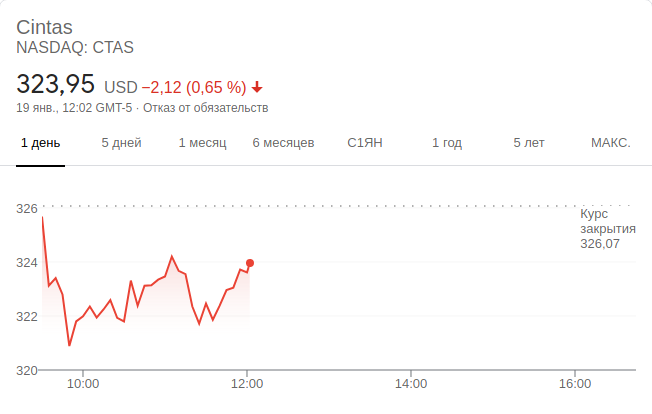 Cintas
NASDAQ: CTAS
323,95 USD −2,12 (0,65 %)
19 янв., 12:02 GMT-5 · Отказ от обязательств
1 день 5 дней 1 месяц 6 месяцев С1ЯН 1 год 5 лет МАКС.
326
Курс
закрытия
326,07
324
322
320
10:00 12:00 14:00 16:00